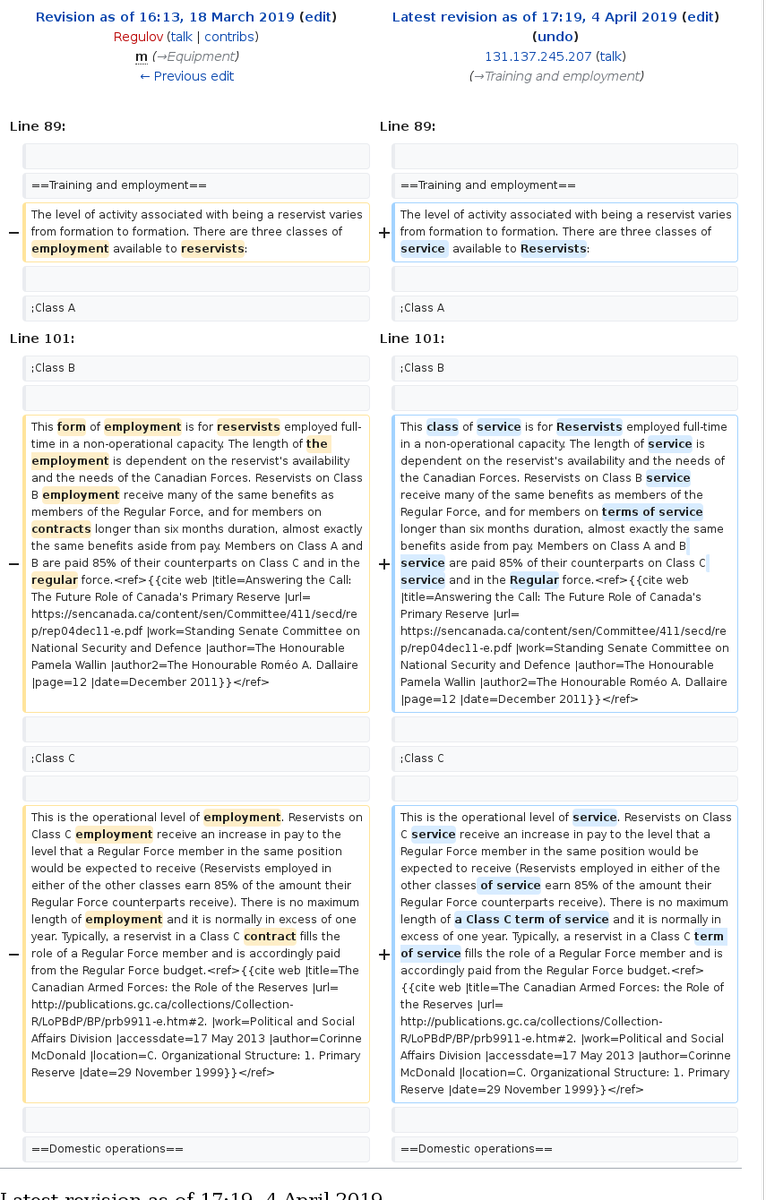 Revision as of 16:13, 18 March 2019 (edit)
Regulov (talk | contribs)
m (→Equipment)
← Previous edit
Latest revision as of 17:19, 4 April 2019 (edit)
(undo)
131.137.245.207 (talk)
(→Training and employment)
Line 89:
Line 89:
==Training and employment==
==Training and employment==
−
The level of activity associated with being a reservist varies
from formation to formation. There are three classes of
employment available to reservists:
+
The level of activity associated with being a reservist varies
from formation to formation. There are three classes of
service available to Reservists:
;Class A
;Class A
Line 101:
Line 101:
;Class B
;Class B
−
This form of employment is for reservists employed full-
time in a non-operational capacity. The length of the
employment is dependent on the reservist's availability
and the needs of the Canadian Forces. Reservists on Class
B employment receive many of the same benefits as
members of the Regular Force, and for members on
contracts longer than six months duration, almost exactly
the same benefits aside from pay. Members on Class A and
B are paid 85% of their counterparts on Class C and in the
regular force.<ref>{{cite web |title=Answering the Call:
The Future Role of Canada's Primary Reserve |url=
https://sencanada.ca/content/sen/Committee/411/secd/re
p/rep04dec11-e.pdf |work=Standing Senate Committee on
National Security and Defence |author=The Honourable
Pamela Wallin |author2=The Honourable Roméo A. Dallaire
|page=12 |date=December 2011}}</ref>
+
This class of service is for Reservists employed full-time
in a non-operational capacity. The length of service is
dependent on the reservist's availability and the needs of
the Canadian Forces. Reservists on Class B service
receive many of the same benefits as members of the
Regular Force, and for members on terms of service
longer than six months duration, almost exactly the same
benefits aside from pay. Members on Class A and B
service are paid 85% of their counterparts on Class C
service and in the Regular force.<ref>{{cite web
|title=Answering the Call: The Future Role of Canada's
Primary Reserve |url=
https://sencanada.ca/content/sen/Committee/411/secd/re
p/rep04dec11-e.pdf |work=Standing Senate Committee on
National Security and Defence |author=The Honourable
Pamela Wallin |author2=The Honourable Roméo A. Dallaire
|page=12 |date=December 2011}}</ref>
;Class C
;Class C
−
This is the operational level of employment. Reservists on
Class C employment receive an increase in pay to the
level that a Regular Force member in the same position
would be expected to receive (Reservists employed in
either of the other classes earn 85% of the amount their
Regular Force counterparts receive). There is no maximum
length of employment and it is normally in excess of one
year. Typically, a reservist in a Class C contract fills the
role of a Regular Force member and is accordingly paid
from the Regular Force budget.<ref>{{cite web |title=The
Canadian Armed Forces: the Role of the Reserves |url=
http://publications.gc.ca/collections/Collection-
R/LoPBdP/BP/prb9911-e.htm#2. |work=Political and Social
Affairs Division |accessdate=17 May 2013 |author=Corinne
McDonald |location=C. Organizational Structure: 1. Primary
Reserve |date=29 November 1999}}</ref>
+
This is the operational level of service. Reservists on Class
C service receive an increase in pay to the level that a
Regular Force member in the same position would be
expected to receive (Reservists employed in either of the
other classes of service earn 85% of the amount their
Regular Force counterparts receive). There is no maximum
length of a Class C term of service and it is normally in
excess of one year. Typically, a reservist in a Class C term
of service fills the role of a Regular Force member and is
accordingly paid from the Regular Force budget.<ref>
{{cite web |title=The Canadian Armed Forces: the Role of
the Reserves |url=
http://publications.gc.ca/collections/Collection-
R/LoPBdP/BP/prb9911-e.htm#2. |work=Political and Social
Affairs Division |accessdate=17 May 2013 |author=Corinne
McDonald |location=C. Organizational Structure: 1. Primary
Reserve |date=29 November 1999}}</ref>
==Domestic operations==
==Domestic operations==
Latest revision as of 17:19, 4 April 2019